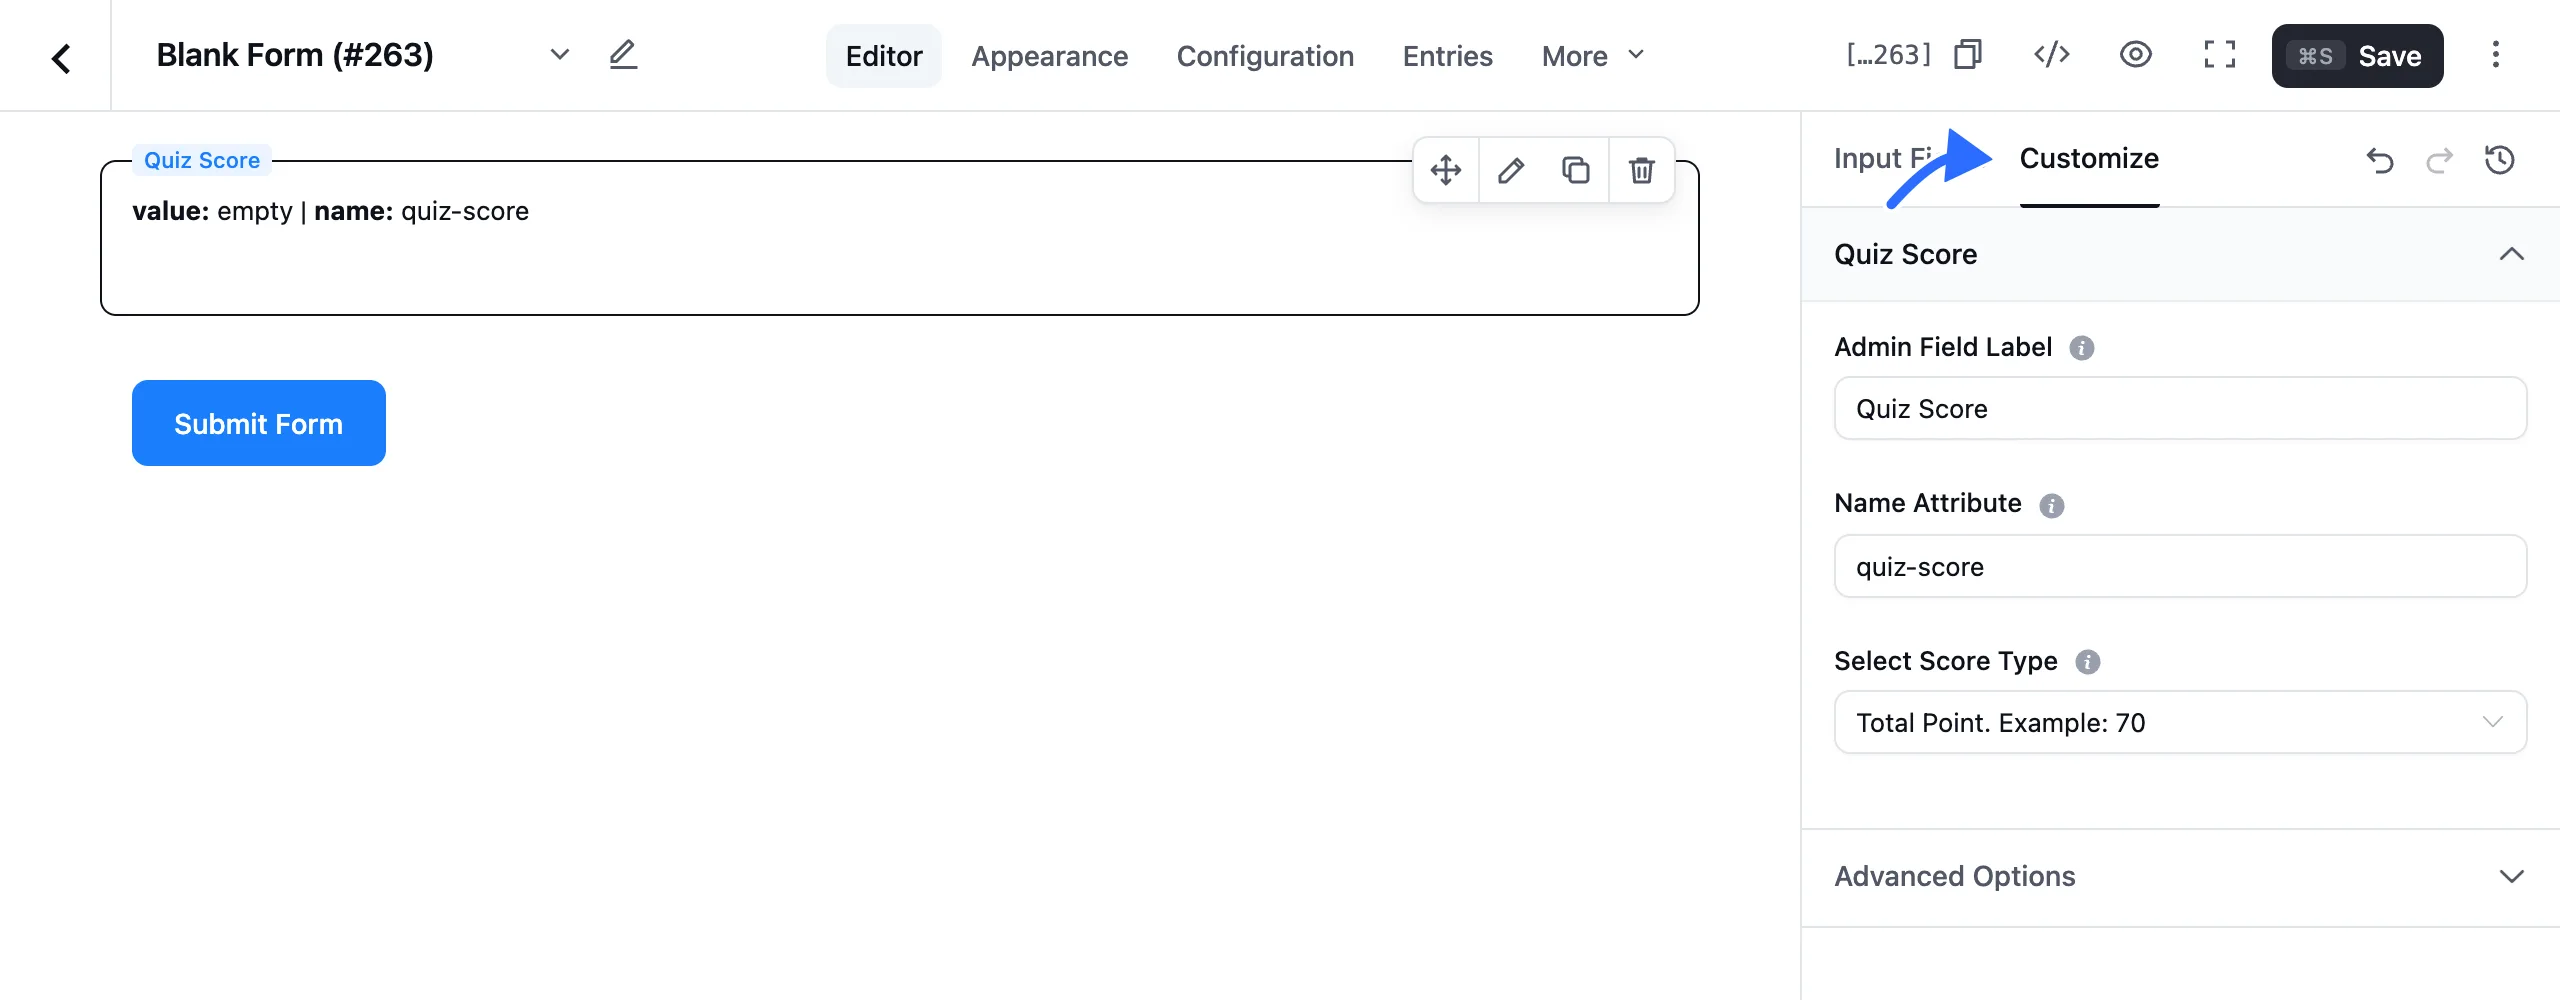 Blank Form (#263)
Editor
Appearance
Configuration
Entries
More
[...263]
⌘S Save
Quiz Score
value: empty | name: quiz-score
Submit Form
Input
Customize
Quiz Score
Admin Field Label
Quiz Score
Name Attribute
quiz-score
Select Score Type
Total Point. Example: 70
Advanced Options